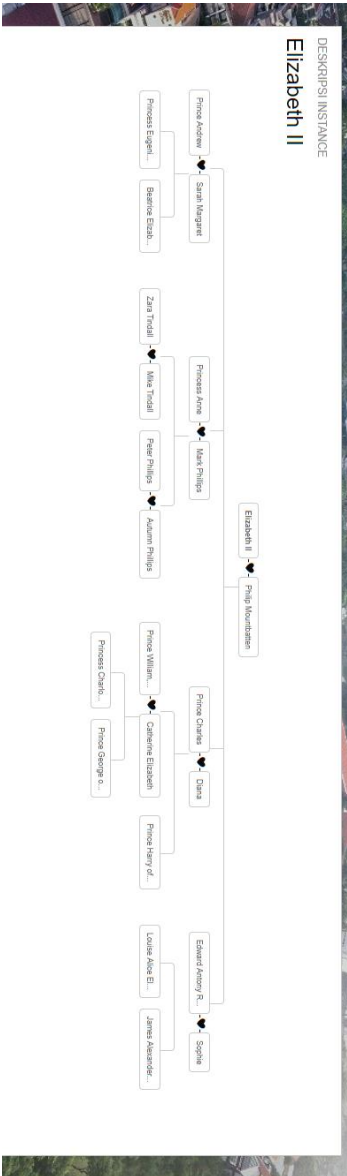 DESKRIPSI INSTANCE
Elizabeth II
Elizabeth II
Philip Mountbatten
Prince Andrew
Sarah Margaret
Princess Anne
Mark Phillips
Prince Charles
Diana
Edward Antony R...
Sophie
Princess Eugeni...
Beatrice Elizab...
Zara Tindall
Mike Tindall
Peter Phillips
Autumn Phillips
Prince William...
Catherine Elizabeth
Prince Harry of...
Louise Alice El...
James Alexander...
Princess Charlo...
Prince George o...